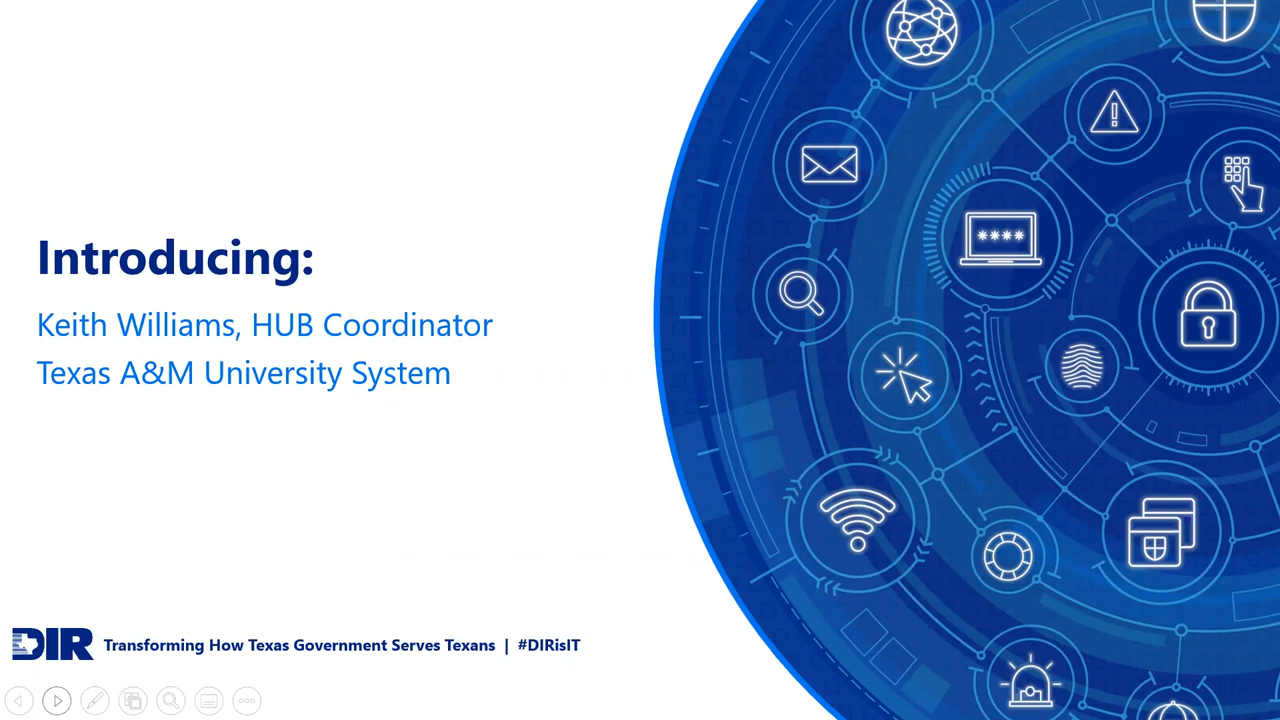 Introducing:
Keith Williams, HUB Coordinator
Texas A&M University System
DIR Transforming How Texas Government Serves Texans | #DIRisIT